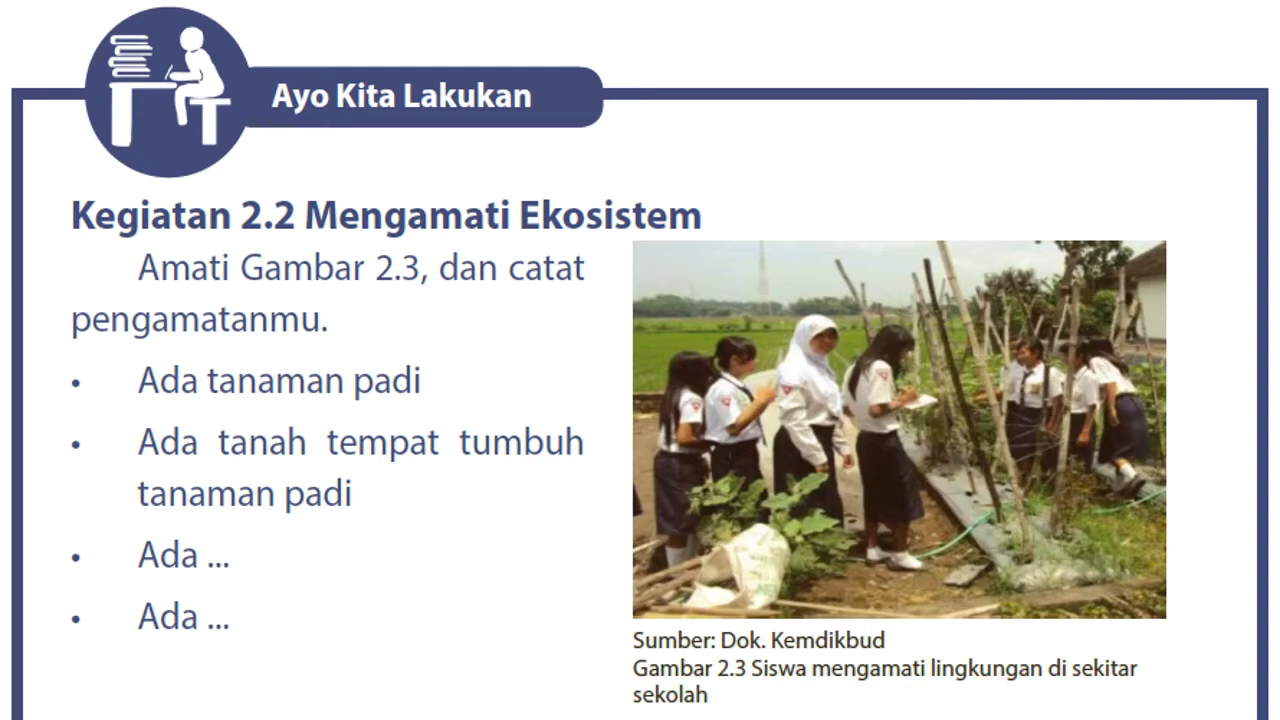 Ayo Kita Lakukan
Kegiatan 2.2 Mengamati Ekosistem
Amati Gambar 2.3, dan catat
pengamatanmu.
• Ada tanaman padi
• Ada tanah tempat tumbuh
tanaman padi
• Ada ...
• Ada ...
Sumber: Dok. Kemdikbud
Gambar 2.3 Siswa mengamati lingkungan di sekitar
sekolah